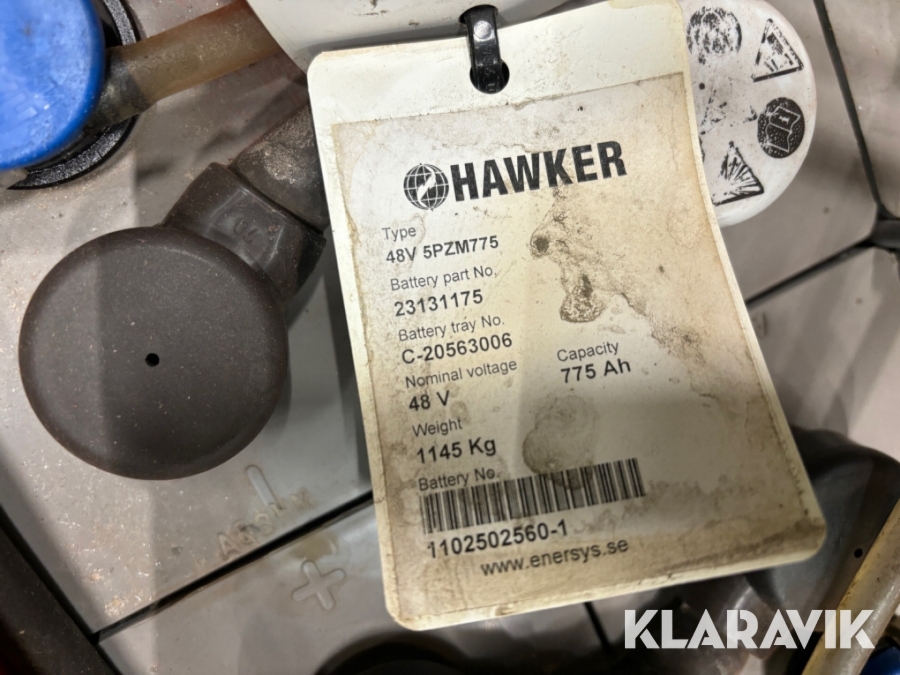 HAWKER
Type
48V 5PZM775
Battery part No.
23131175
Battery tray No.
C-20563006
Nominal voltage
48 V
Capacity
775 Ah
Weight
1145 Kg
Battery No.
1102502560-1
www.enersys.se
KLARAVIK